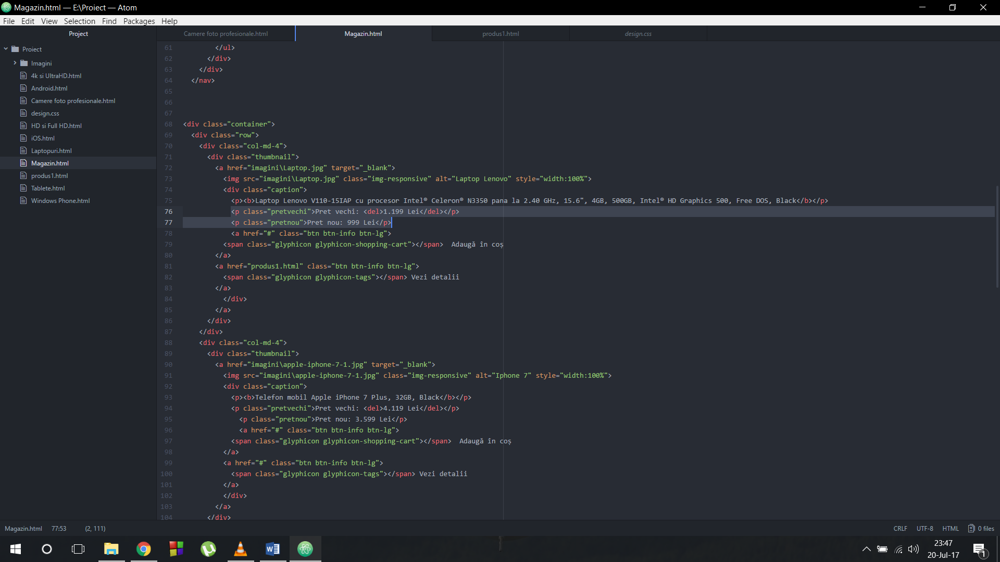 Magazin.html — E:\Proiect — Atom
File Edit View Selection Find Packages Help
Project
Camere foto profesionale.html Magazin.html produs1.html design.css
Proiect
Imagini
4k si UltraHD.html
Android.html
Camere foto profesionale.html
design.css
HD si Full HD.html
iOS.html
Laptopuri.html
Magazin.html
produs1.html
Tablete.html
Windows Phone.html
61 </ul>
62 </div>
63 </div>
64 </nav>
65
66
67
68 <div class="container">
69 <div class="row">
70 <div class="col-md-4">
71 <div class="thumbnail">
72 <a href="imagini\Laptop.jpg" target="_blank">
73 <img src="imagini\Laptop.jpg" class="img-responsive" alt="Laptop Lenovo" style="width:100%">
74 <div class="caption">
75 <p><b>Laptop Lenovo V110-15IAP cu procesor Intel® Celeron® N3350 pana la 2.40 GHz, 15.6", 4GB, 500GB, Intel® HD Graphics 500, Free DOS, Black</b></p>
76 <p class="pretvechi">Pret vechi: <del>1.199 Lei</del></p>
77 <p class="pretnou">Pret nou: 999 Lei</p>
78 <a href="#" class="btn btn-info btn-lg">
79 <span class="glyphicon glyphicon-shopping-cart"></span> Adaugă în coș
80 </a>
81 <a href="produs1.html" class="btn btn-info btn-lg">
82 <span class="glyphicon glyphicon-tags"></span> Vezi detalii
83 </a>
84 </div>
85 </a>
86 </div>
87 </div>
88 <div class="col-md-4">
89 <div class="thumbnail">
90 <a href="imagini\apple-iphone-7-1.jpg" target="_blank">
91 <img src="imagini\apple-iphone-7-1.jpg" class="img-responsive" alt="Iphone 7" style="width:100%">
92 <div class="caption">
93 <p><b>Telefon mobil Apple iPhone 7 Plus, 32GB, Black</b></p>
94 <p class="pretvechi">Pret vechi: <del>4.119 Lei</del></p>
95 <p class="pretnou">Pret nou: 3.599 Lei</p>
96 <a href="#" class="btn btn-info btn-lg">
97 <span class="glyphicon glyphicon-shopping-cart"></span> Adaugă în coș
98 </a>
99 <a href="#" class="btn btn-info btn-lg">
100 <span class="glyphicon glyphicon-tags"></span> Vezi detalii
101 </a>
102 </div>
103 </a>
104 </div>
Magazin.html 77:53 (2, 111) CRLF UTF-8 HTML 0 files
23:47
20-Jul-17
1